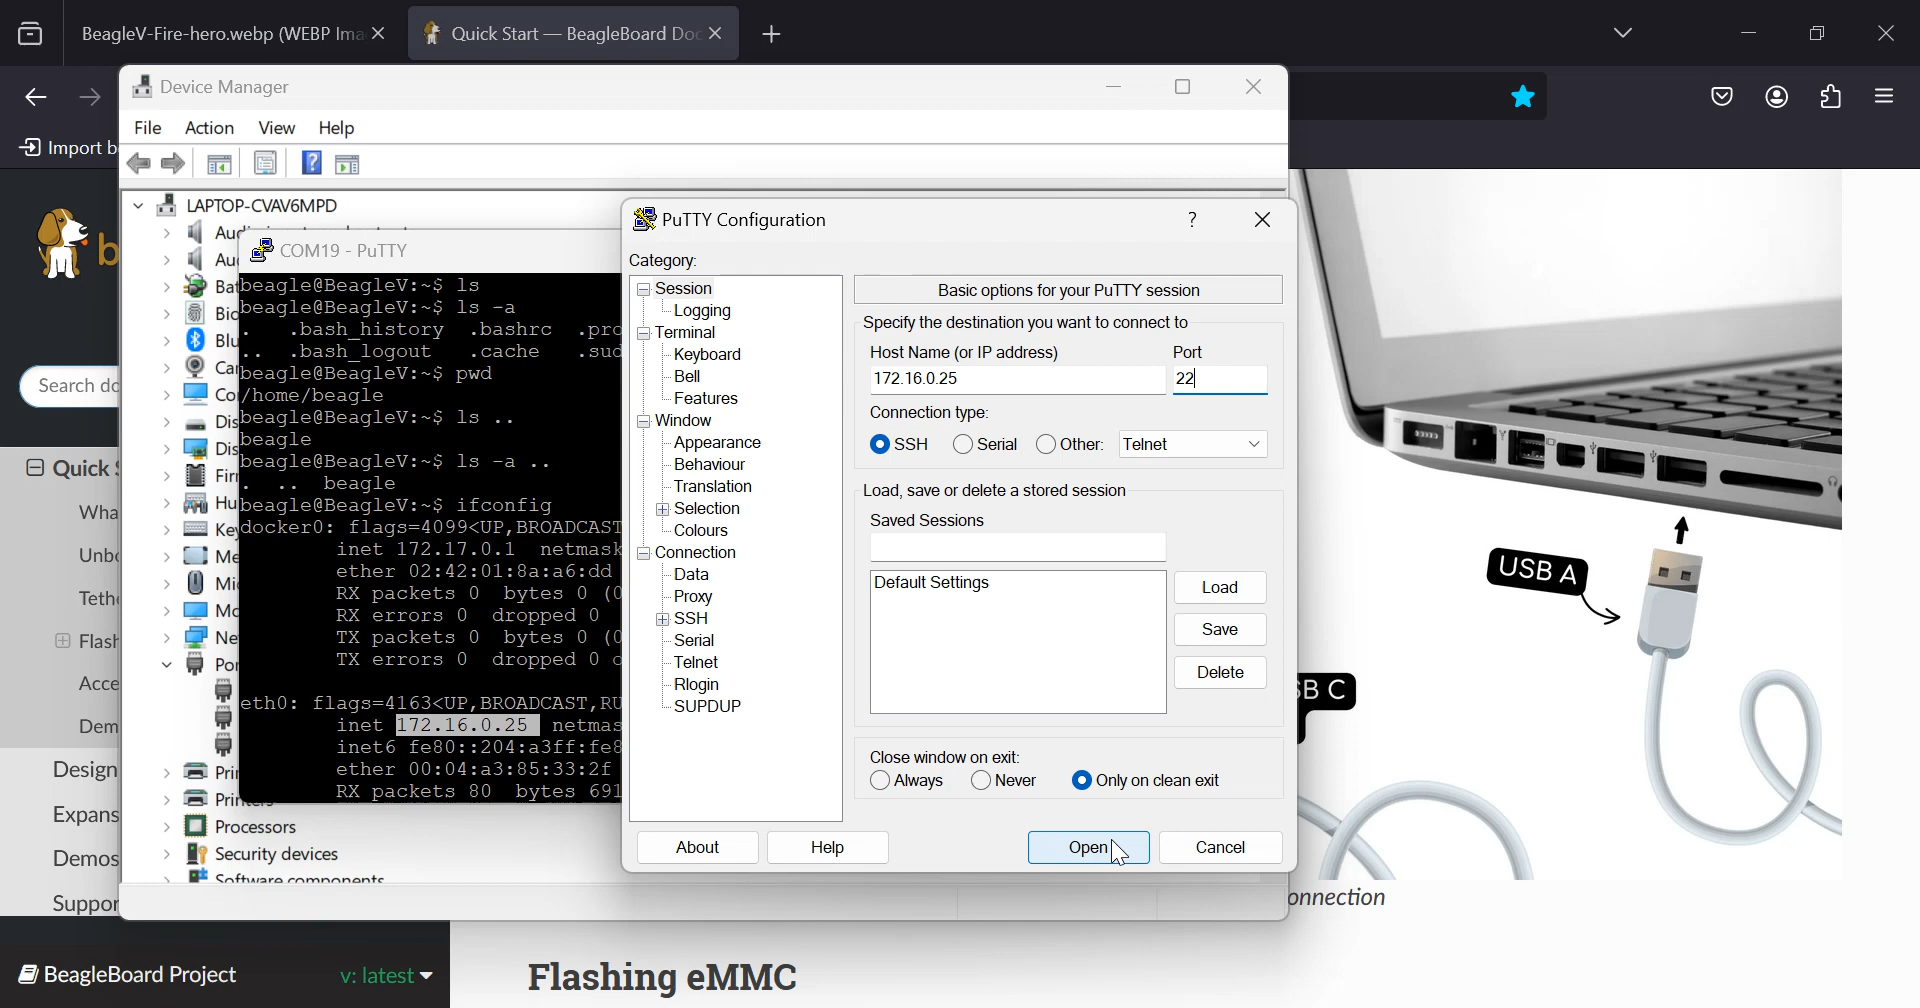 BeagleV-Fire-hero.webp (WEBP Ima
Quick Start — BeagleBoard Doc
Device Manager
File Action View Help
Import b
LAPTOP-CVAV6MPD
COM19 - PuTTY
beagle@BeagleV:~$ ls
beagle@BeagleV:~$ ls -a
. .bash_history .bashrc .pro
.. .bash_logout .cache .sud
beagle@BeagleV:~$ pwd
/home/beagle
beagle@BeagleV:~$ ls ..
beagle
beagle@BeagleV:~$ ls -a ..
. .. beagle
beagle@BeagleV:~$ ifconfig
docker0: flags=4099<UP,BROADCAST
inet 172.17.0.1 netmask
ether 02:42:01:8a:a6:dd
RX packets 0 bytes 0 (0
RX errors 0 dropped 0
TX packets 0 bytes 0 (0
TX errors 0 dropped 0 o
eth0: flags=4163<UP,BROADCAST,RU
inet 172.16.0.25 netmas
inet6 fe80::204:a3ff:fe8
ether 00:04:a3:85:33:2f
RX packets 80 bytes 691
Processors
Security devices
Software components
PuTTY Configuration
?
Category:
Session
Logging
Terminal
Keyboard
Bell
Features
Window
Appearance
Behaviour
Translation
Selection
Colours
Connection
Data
Proxy
SSH
Serial
Telnet
Rlogin
SUPDUP
Basic options for your PuTTY session
Specify the destination you want to connect to
Host Name (or IP address) Port
172.16.0.25 22
Connection type:
SSH Serial Other: Telnet
Load, save or delete a stored session
Saved Sessions
Default Settings
Load
Save
Delete
Close window on exit:
Always Never Only on clean exit
About Help Open Cancel
Search do
Quick S
Wha
Unbo
Teth
Flash
Acce
Dem
Design
Expans
Demos
Suppor
BeagleBoard Project v: latest
USB A
SB C
onnection
Flashing eMMC